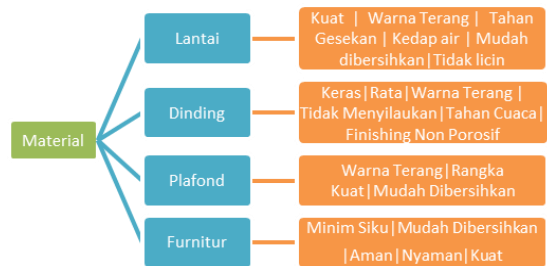 Material
Lantai
Kuat | Warna Terang | Tahan
Gesekan | Kedap air | Mudah
dibersihkan|Tidak licin
Dinding
Keras|Rata|Warna Terang |
Tidak Menyilaukan|Tahan Cuaca|
Finishing Non Porosif
Plafond
Warna Terang|Rangka
Kuat|Mudah Dibersihkan
Furnitur
Minim Siku|Mudah Dibersihkan
|Aman|Nyaman|Kuat